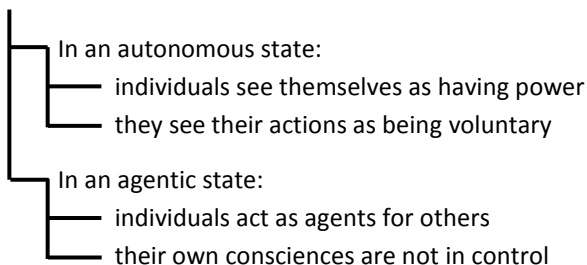 In an autonomous state:
individuals see themselves as having power
they see their actions as being voluntary
In an agentic state:
individuals act as agents for others
their own consciences are not in control